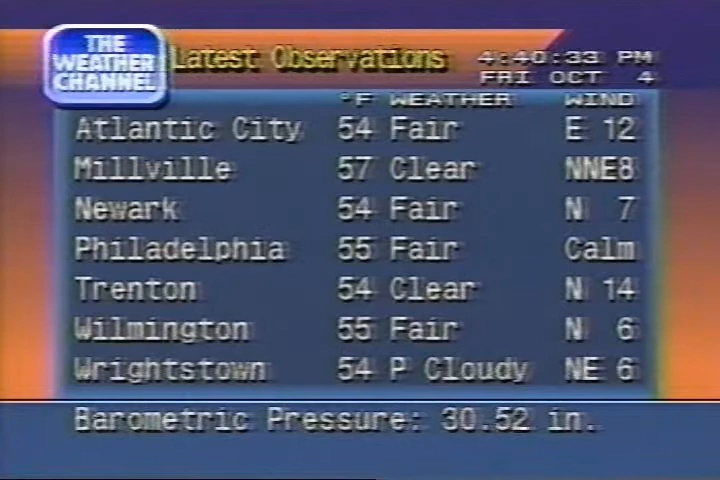 THE
WEATHER
CHANNEL
Latest Observations 4:40:33 PM
FRI OCT 4
°F WEATHER WIND
Atlantic City 54 Fair E 12
Millville 57 Clear NNE8
Newark 54 Fair N 7
Philadelphia 55 Fair Calm
Trenton 54 Clear N 14
Wilmington 55 Fair N 6
Wrightstown 54 P Cloudy NE 6
Barometric Pressure: 30.52 in.